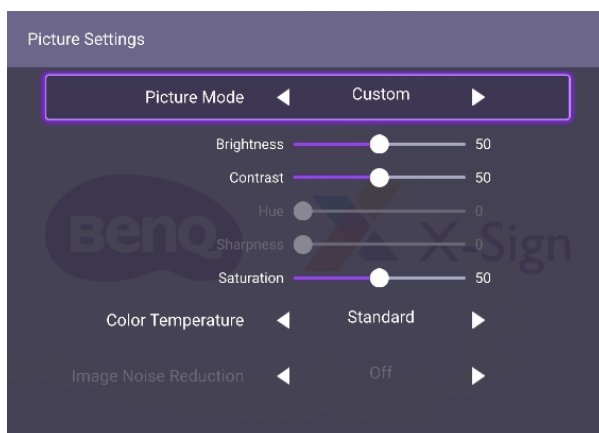 Picture Settings
Picture Mode Custom
Brightness 50
Contrast 50
Hue 0
BenQ X-Sign
Sharpness 0
Saturation 50
Color Temperature Standard
Image Noise Reduction Off